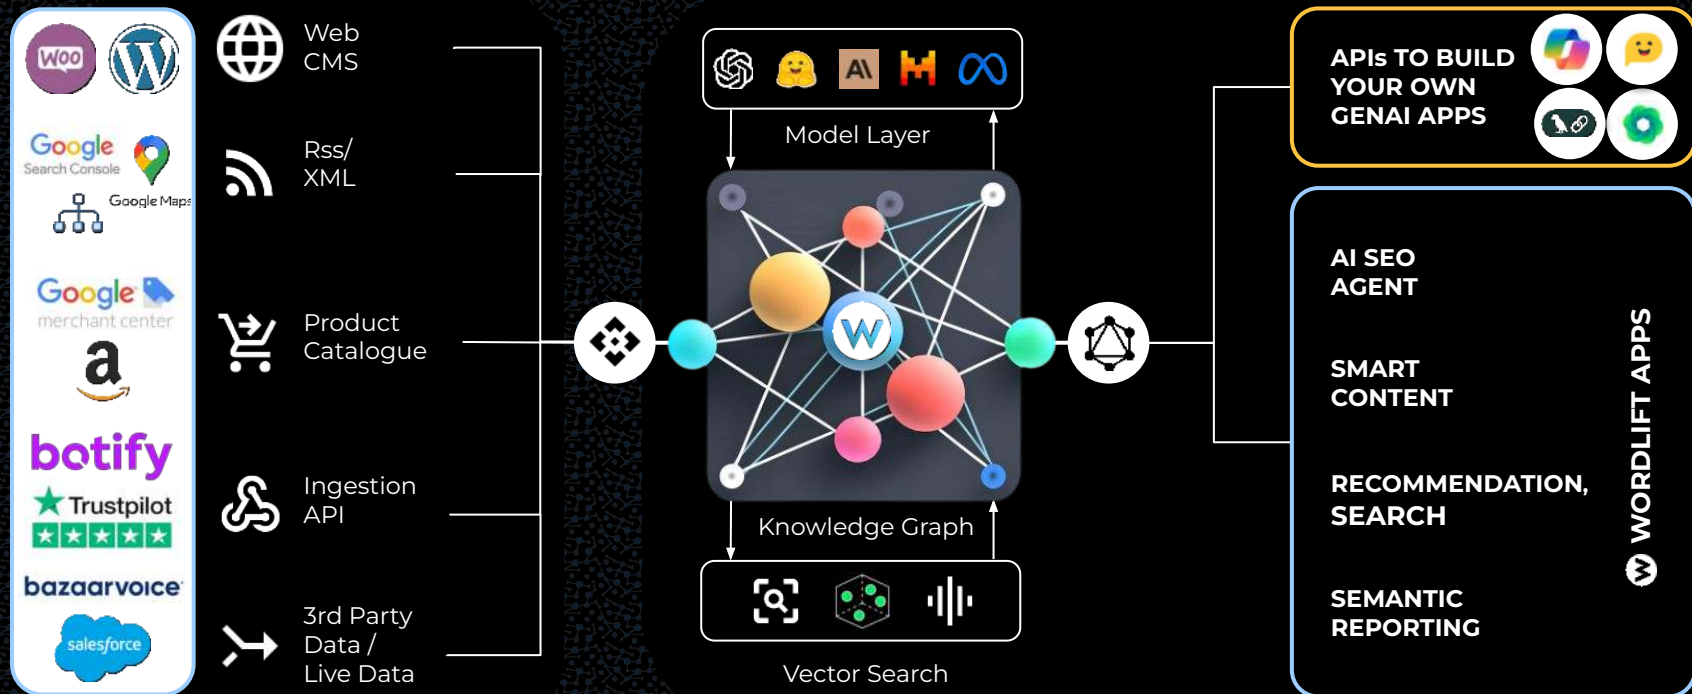 WOO
Google
Search Console
Google Maps
Google
merchant center
a
botify
Trustpilot
bazaarvoice
salesforce
Web
CMS
Rss/
XML
Product
Catalogue
Ingestion
API
3rd Party
Data /
Live Data
AI
Model Layer
W
Knowledge Graph
Vector Search
APIs TO BUILD
YOUR OWN
GENAI APPS
AI SEO
AGENT
SMART
CONTENT
RECOMMENDATION,
SEARCH
SEMANTIC
REPORTING
W WORDLIFT APPS